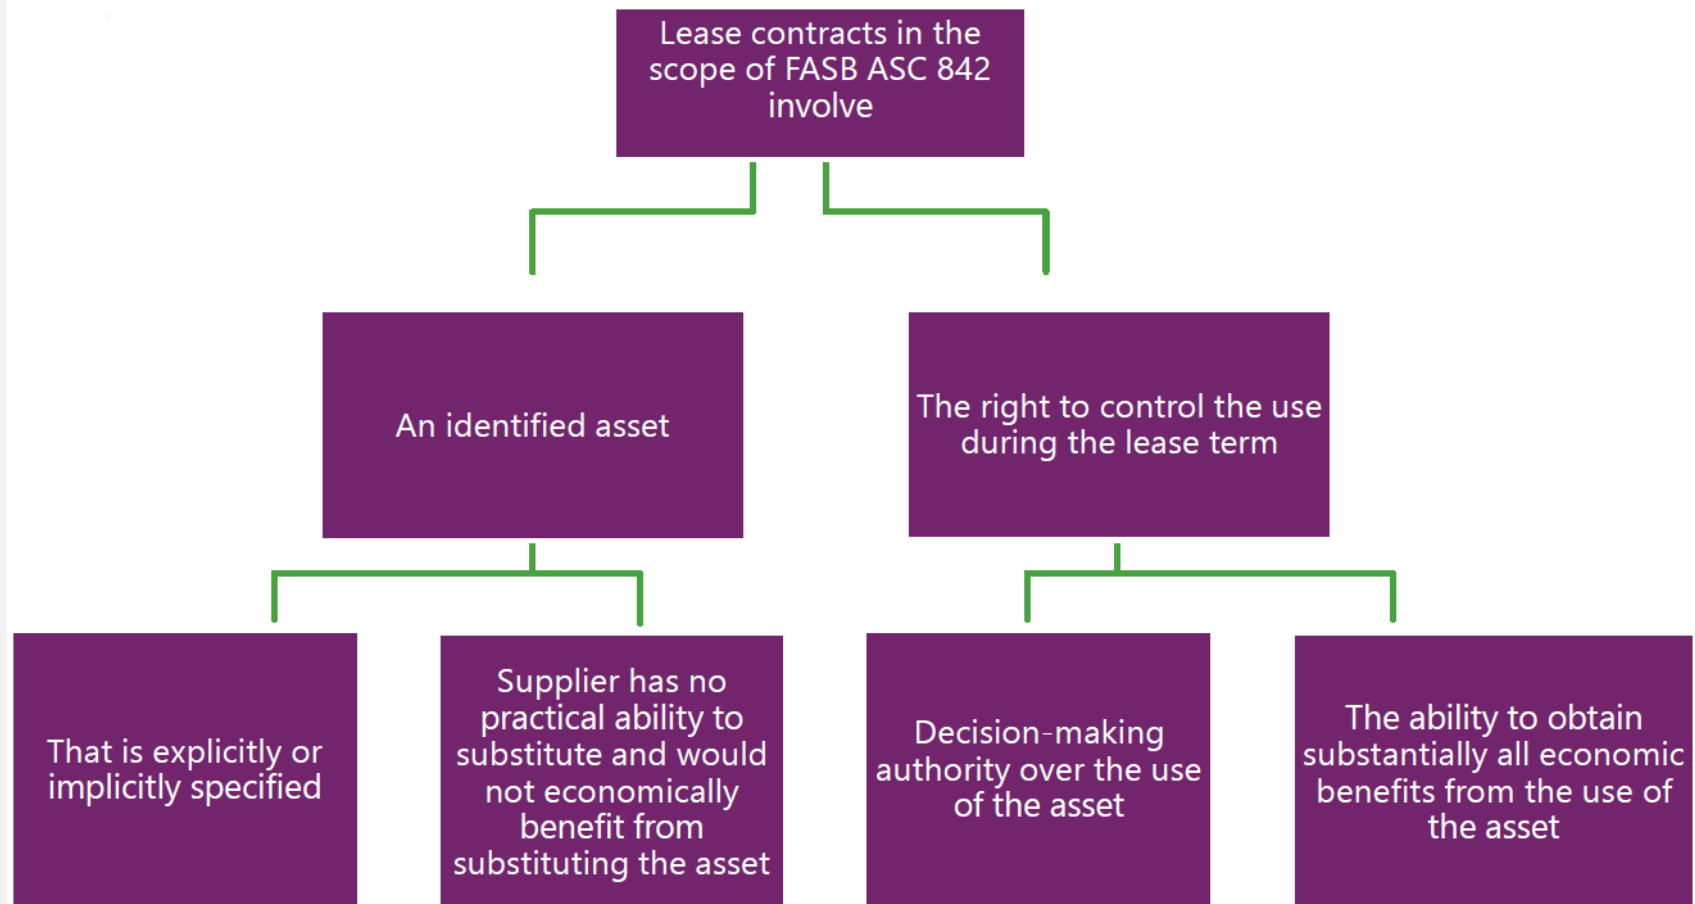 Lease contracts in the
scope of FASB ASC 842
involve
An identified asset
The right to control the use
during the lease term
That is explicitly or
implicitly specified
Supplier has no
practical ability to
substitute and would
not economically
benefit from
substituting the asset
Decision-making
authority over the use
of the asset
The ability to obtain
substantially all economic
benefits from the use of
the asset